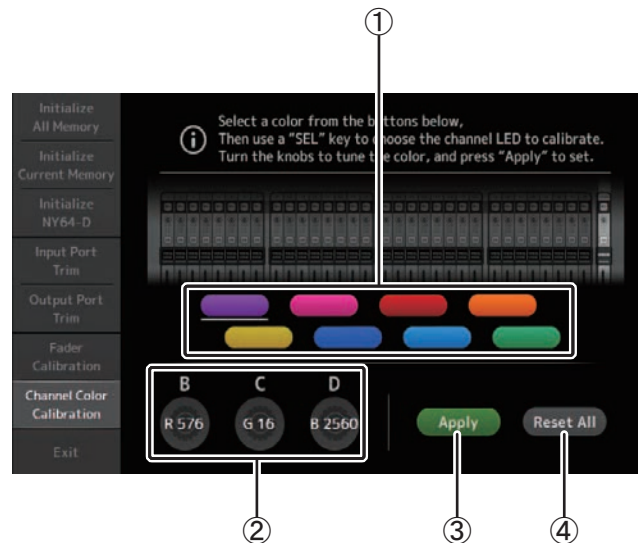 ①
Initialize
All Memory
Initialize
Current Memory
Initialize
NY64-D
Input Port
Trim
Output Port
Trim
Fader
Calibration
Channel Color
Calibration
Exit
Select a color from the buttons below,
Then use a "SEL" key to choose the channel LED to calibrate.
Turn the knobs to tune the color, and press "Apply" to set.
B C D
R 576 G 16 B 2560
Apply Reset All
② ③ ④